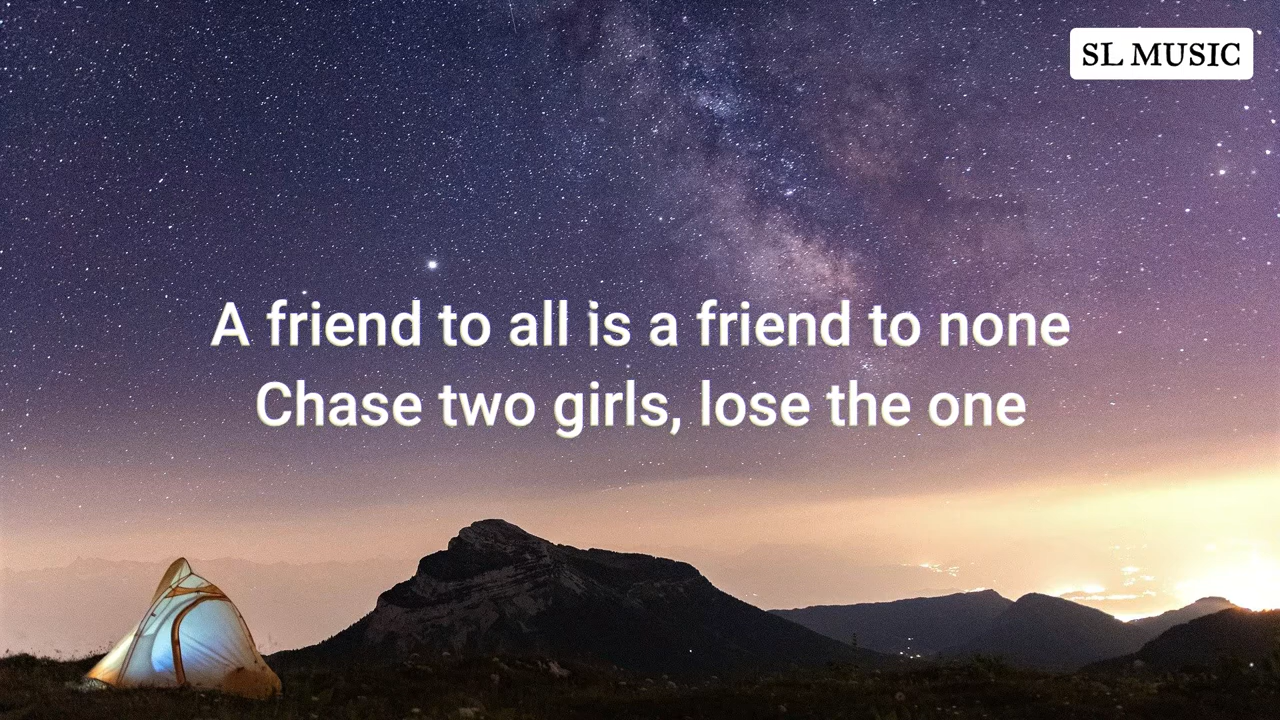 SL MUSIC
A friend to all is a friend to none
Chase two girls, lose the one